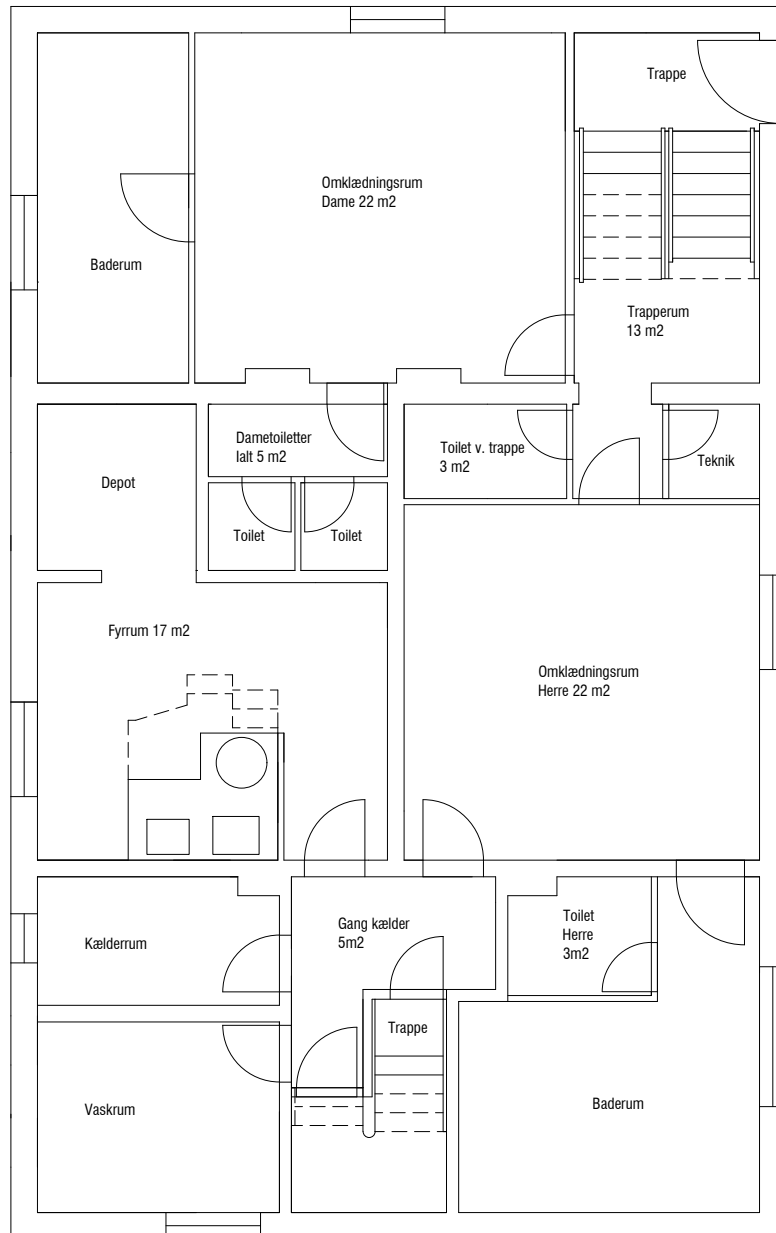 Trappe
Omklædningsrum
Dame 22 m2
Baderum
Trapperum
13 m2
Dametoiletter
Ialt 5 m2
Toilet v. trappe
3 m2
Teknik
Depot
Toilet
Toilet
Fyrrum 17 m2
Omklædningsrum
Herre 22 m2
Gang kælder
5m2
Toilet
Herre
3m2
Kælderrum
Trappe
Vaskrum
Baderum